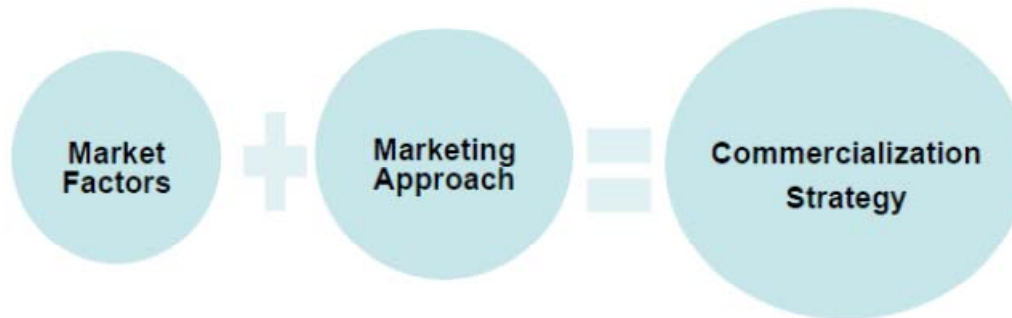 Market
Factors
+
Marketing
Approach
=
Commercialization
Strategy